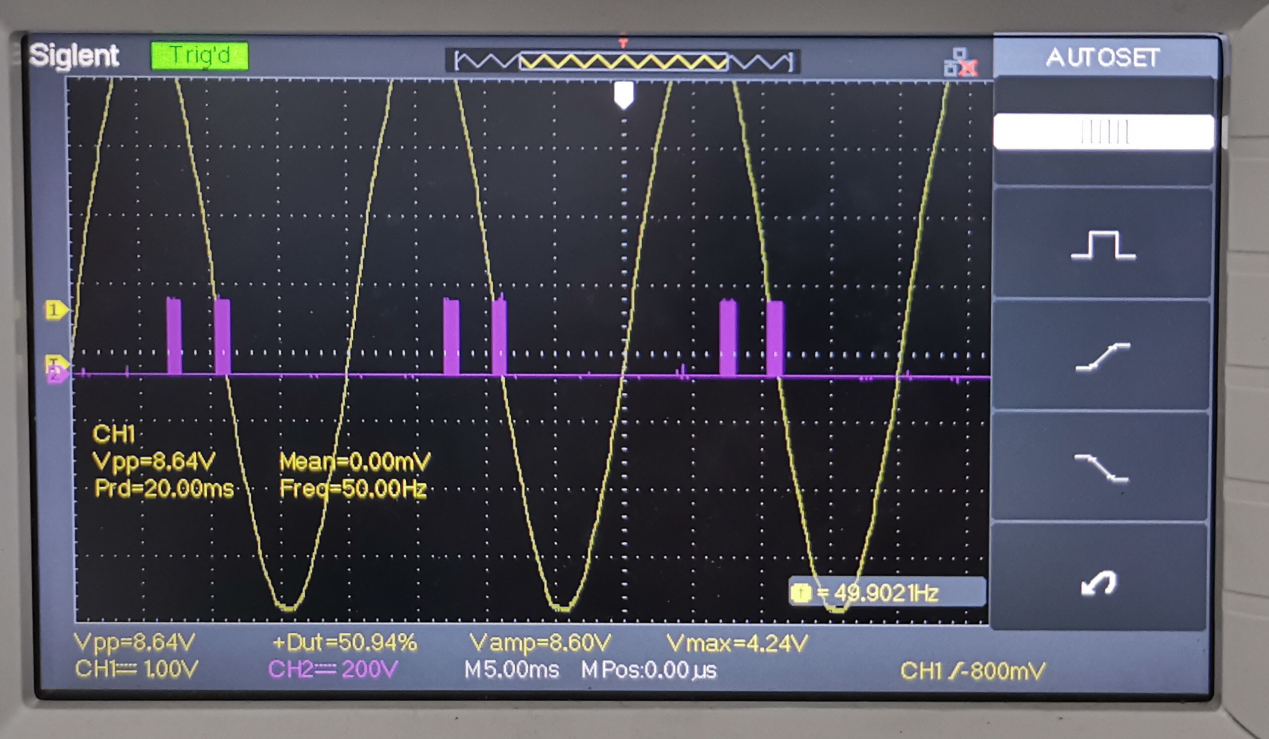 Siglent Trig'd T AUTOSET
1
T
2
CH1
Vpp=8.64V Mean=0.00mV
Prd=20.00ms Freq=50.00Hz
T = 49.9021Hz
Vpp=8.64V +Dut=50.94% Vamp=8.60V Vmax=4.24V
CH1 1.00V CH2 200V M5.00ms MPos:0.00µs CH1 -800mV